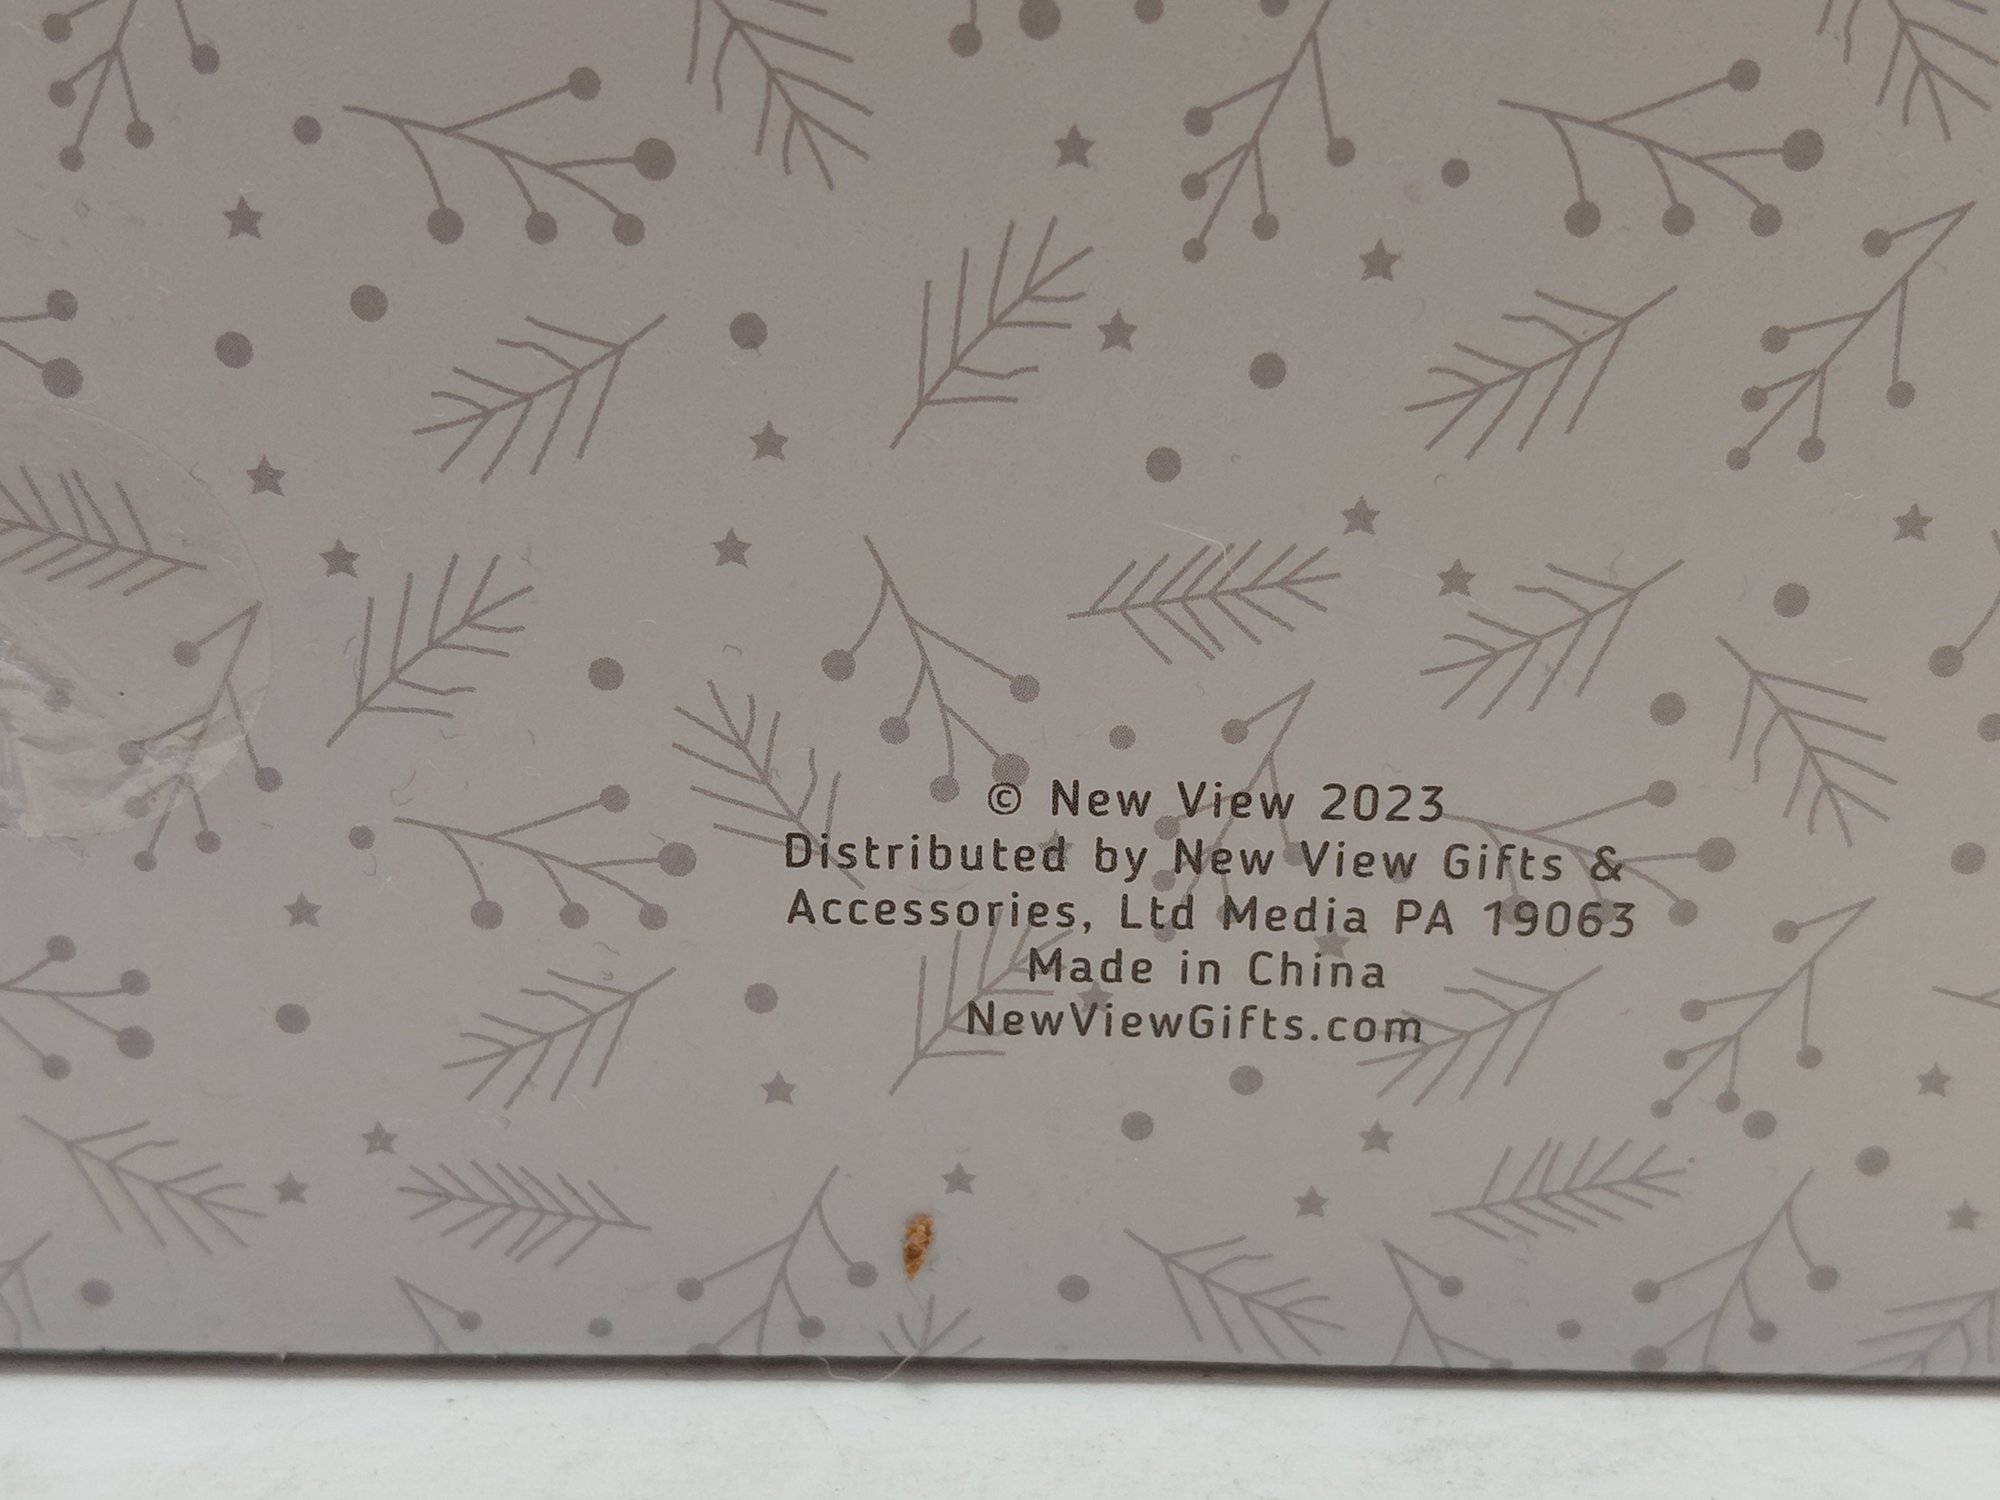 © New View 2023
Distributed by New View Gifts &
Accessories, Ltd Media PA 19063
Made in China
NewViewGifts.com